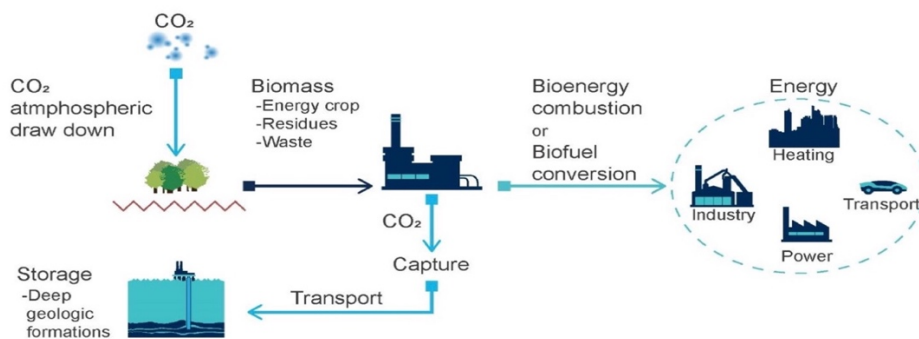 CO₂
CO₂
atmphospheric
draw down
Biomass
-Energy crop
-Residues
-Waste
Bioenergy
combustion
or
Biofuel
conversion
Energy
Heating
Industry
Transport
Power
CO₂
Capture
Transport
Storage
-Deep
geologic
formations